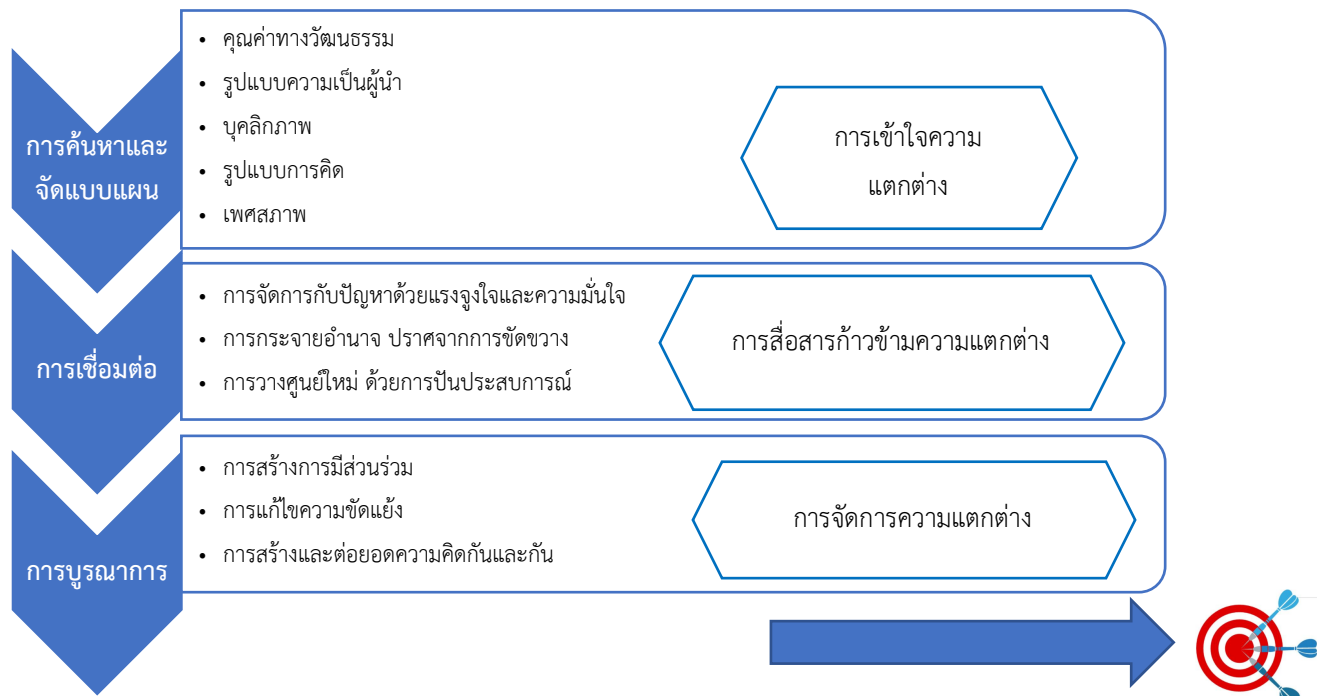 การค้นหาและ
จัดแบบแผน
• คุณค่าทางวัฒนธรรม
• รูปแบบความเป็นผู้นำ
• บุคลิกภาพ
• รูปแบบการคิด
• เพศสภาพ
การเข้าใจความ
แตกต่าง
การเชื่อมต่อ
• การจัดการกับปัญหาด้วยแรงจูงใจและความมั่นใจ
• การกระจายอำนาจ ปราศจากการขัดขวาง
• การวางศูนย์ใหม่ ด้วยการปันประสบการณ์
การสื่อสารก้าวข้ามความแตกต่าง
การบูรณาการ
• การสร้างการมีส่วนร่วม
• การแก้ไขความขัดแย้ง
• การสร้างและต่อยอดความคิดกันและกัน
การจัดการความแตกต่าง